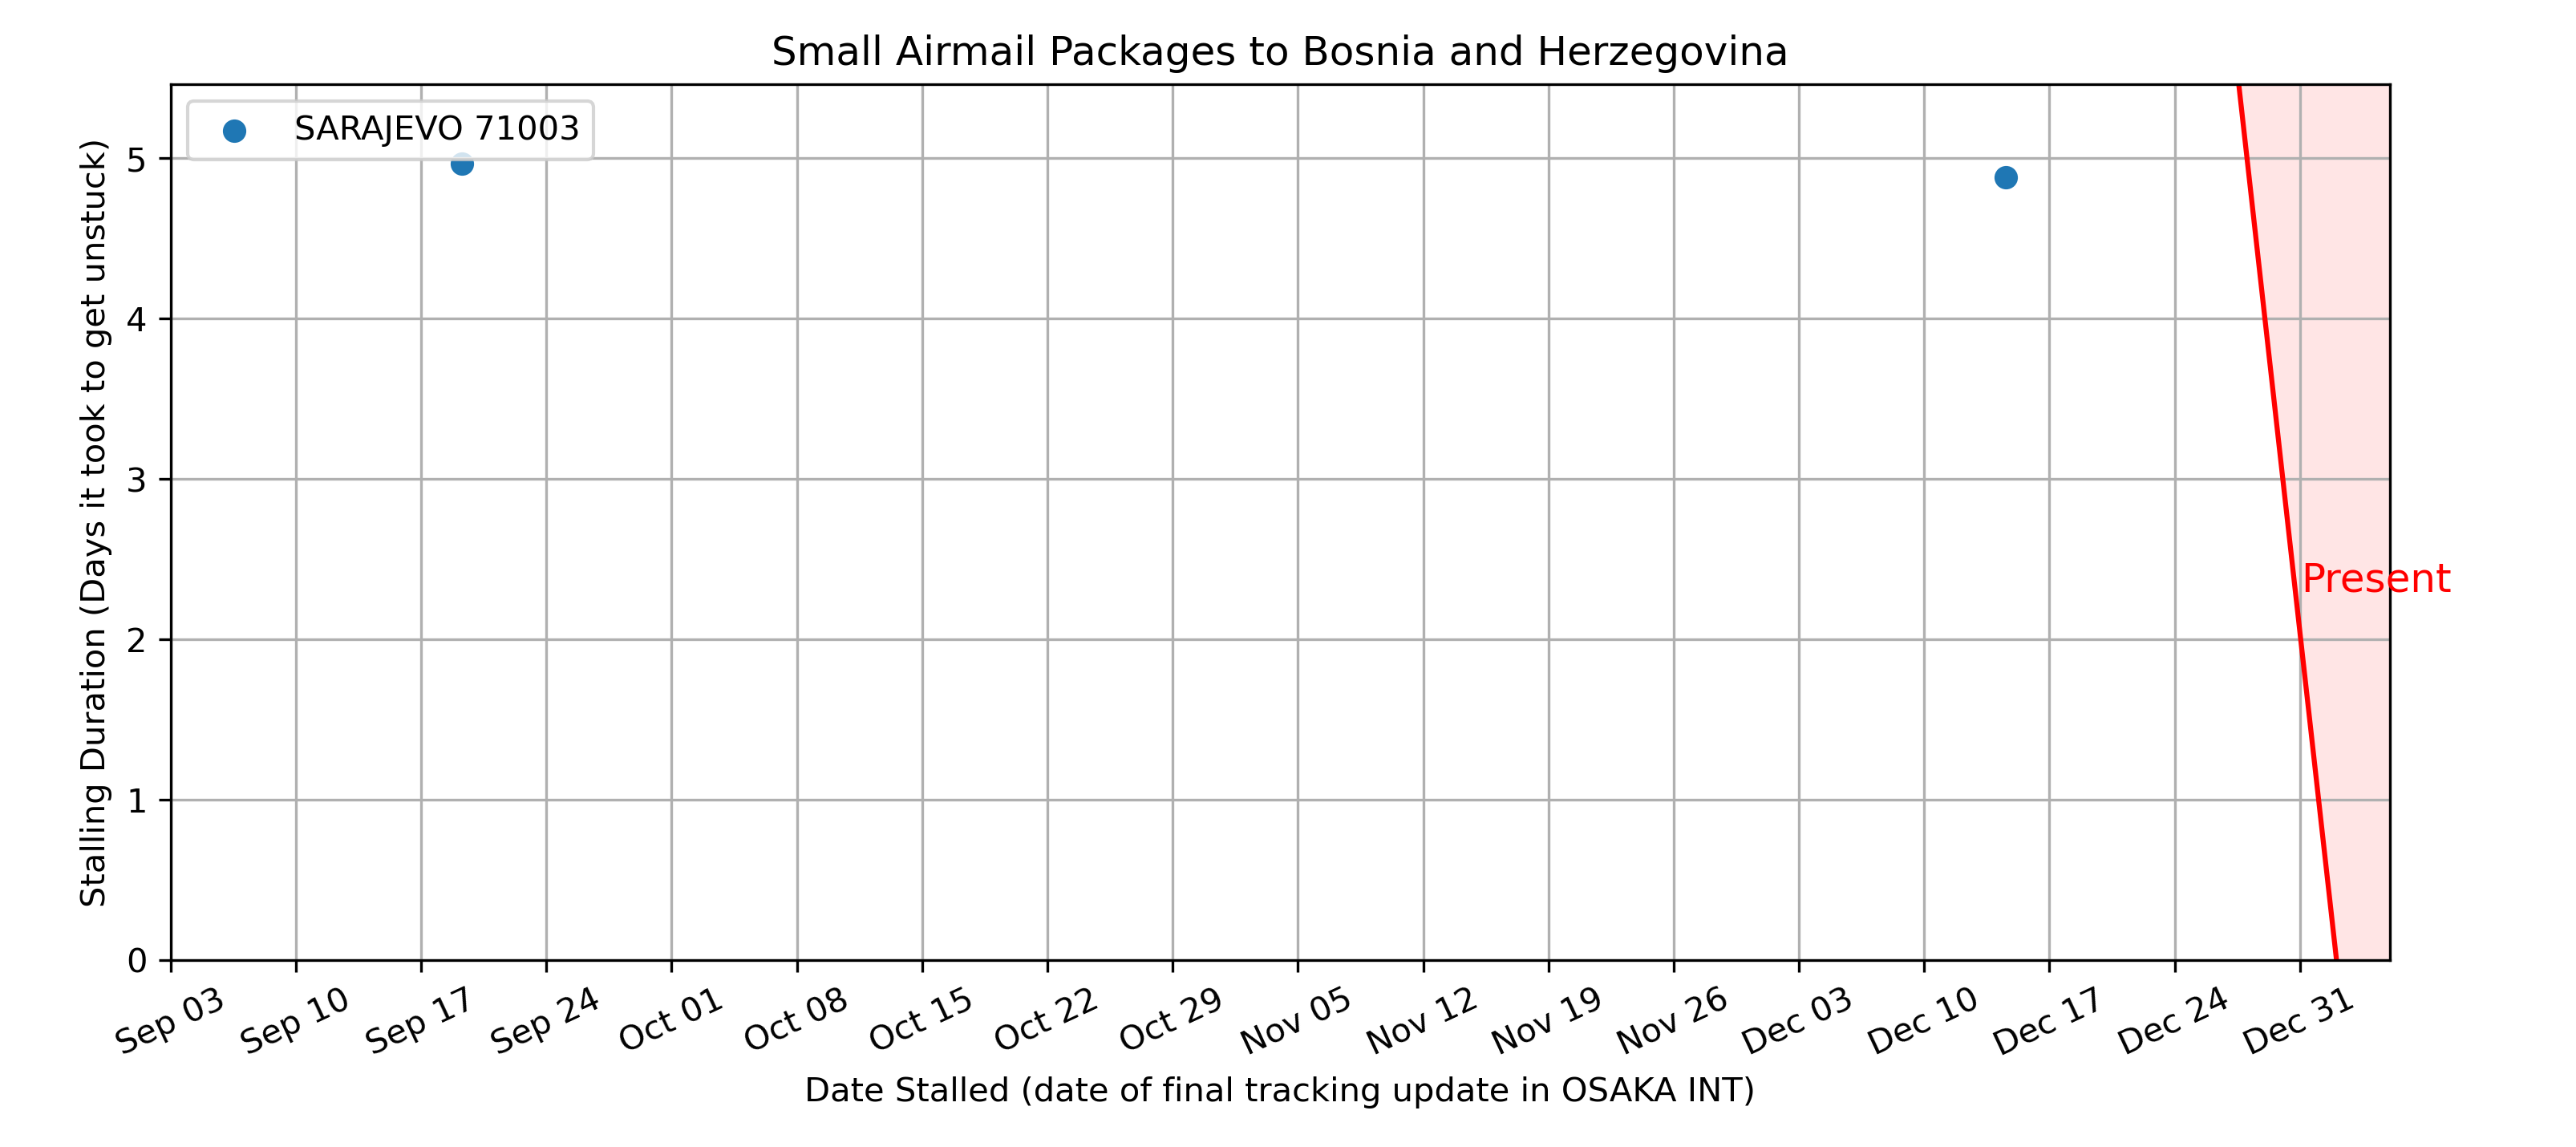 Small Airmail Packages to Bosnia and Herzegovina
SARAJEVO 71003
Stalling Duration (Days it took to get unstuck)
5
4
3
2
1
0
Present
Sep 03
Sep 10
Sep 17
Sep 24
Oct 01
Oct 08
Oct 15
Oct 22
Oct 29
Nov 05
Nov 12
Nov 19
Nov 26
Dec 03
Dec 10
Dec 17
Dec 24
Dec 31
Date Stalled (date of final tracking update in OSAKA INT)